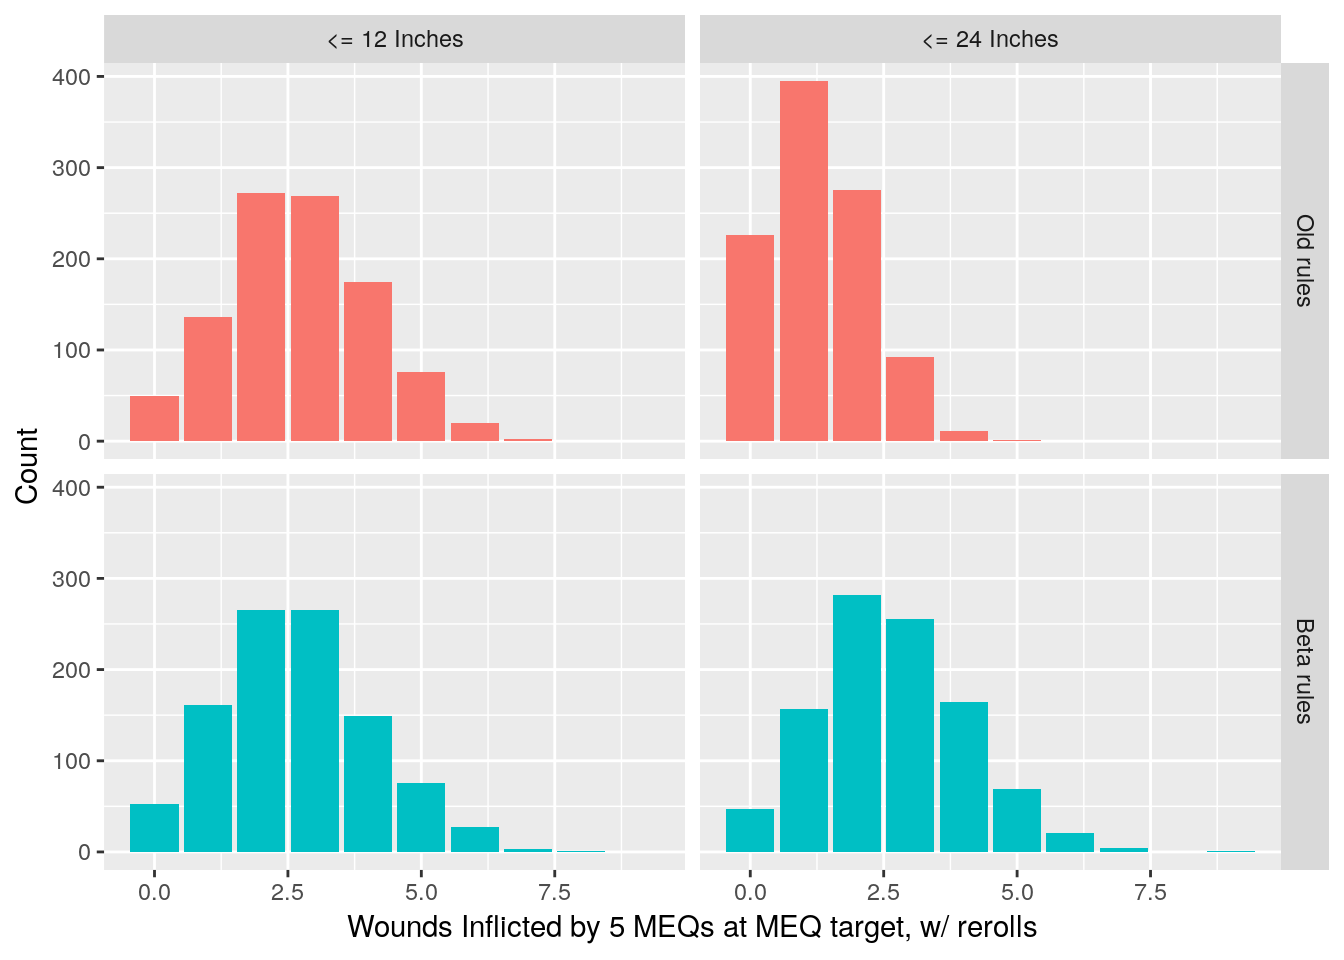 <= 12 Inches
<= 24 Inches
400
300
200
100
0
Old rules
Count
400
300
200
100
0
Beta rules
0.0 2.5 5.0 7.5
0.0 2.5 5.0 7.5
Wounds Inflicted by 5 MEQs at MEQ target, w/ rerolls